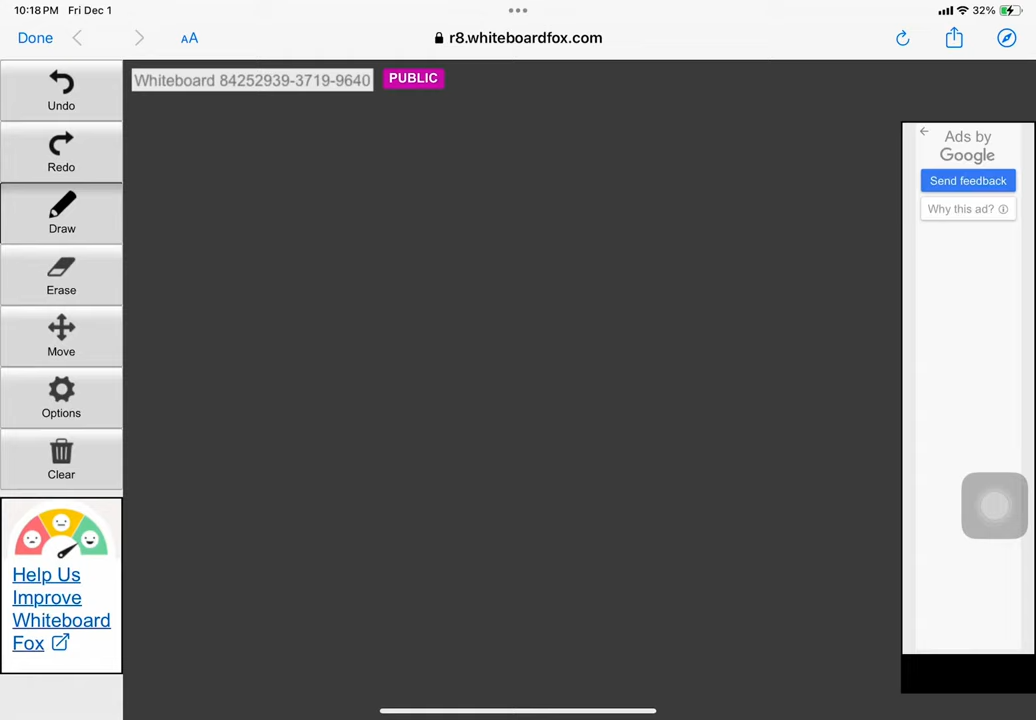 10:18 PM Fri Dec 1
32%
Done
AA
r8.whiteboardfox.com
Undo
Redo
Draw
Erase
Move
Options
Clear
Help Us
Improve
Whiteboard
Fox
Whiteboard 84252939-3719-9640
PUBLIC
Ads by
Google
Send feedback
Why this ad?